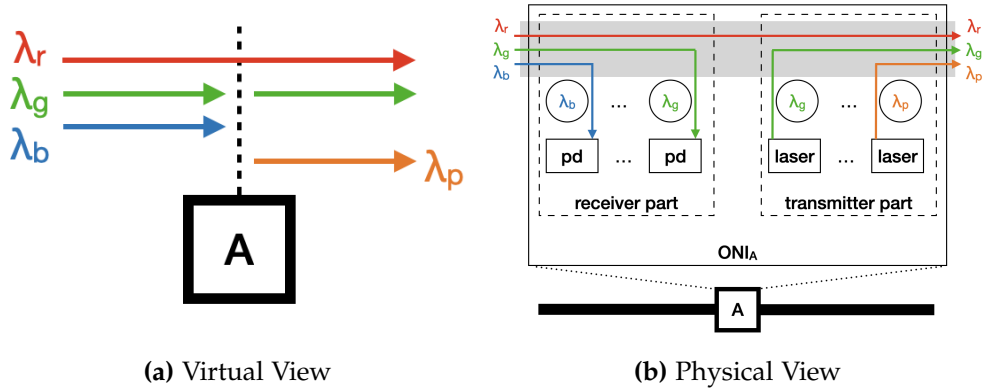 λr
λg
λb
λp
A
(a) Virtual View
λr λr
λg λg
λb λp
λb ... λg λg ... λp
pd ... pd laser ... laser
receiver part transmitter part
ONIA
A
(b) Physical View